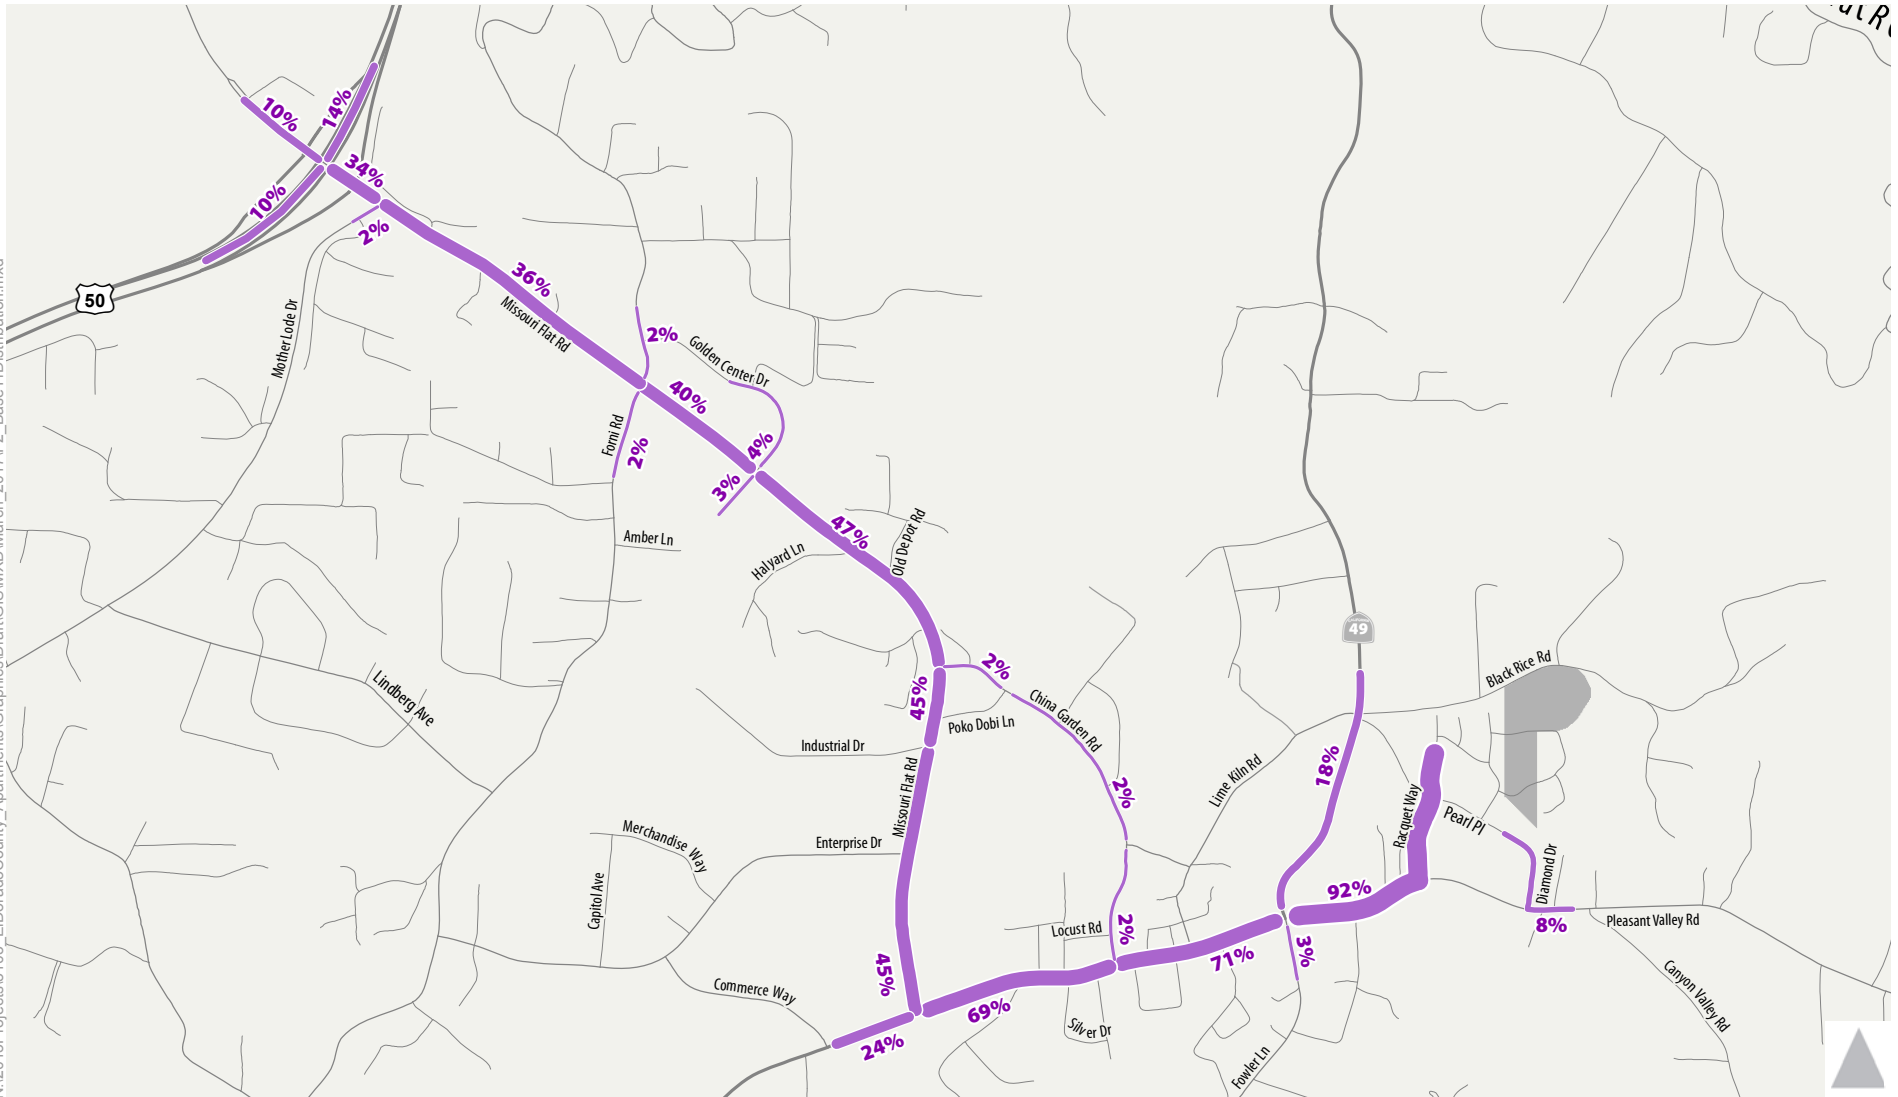 10%
14%
34%
10%
2%
50
36%
Missouri Flat Rd
Mother Lode Dr
2%
Golden Center Dr
40%
Forni Rd
2%
4%
3%
47%
Old Depot Rd
Amber Ln
Halyard Ln
CALIFORNIA
49
Black Rice Rd
2%
45%
China Garden Rd
Poko Dobi Ln
Lindberg Ave
Industrial Dr
Missouri Flat Rd
2%
Lime Kiln Rd
18%
Racquet Way
Pearl Pl
Merchandise Way
Enterprise Dr
Capitol Ave
Diamond Dr
92%
8%
Pleasant Valley Rd
Locust Rd
2%
71%
3%
45%
Commerce Way
69%
Silver Dr
24%
Canyon Valley Rd
Fowler Ln